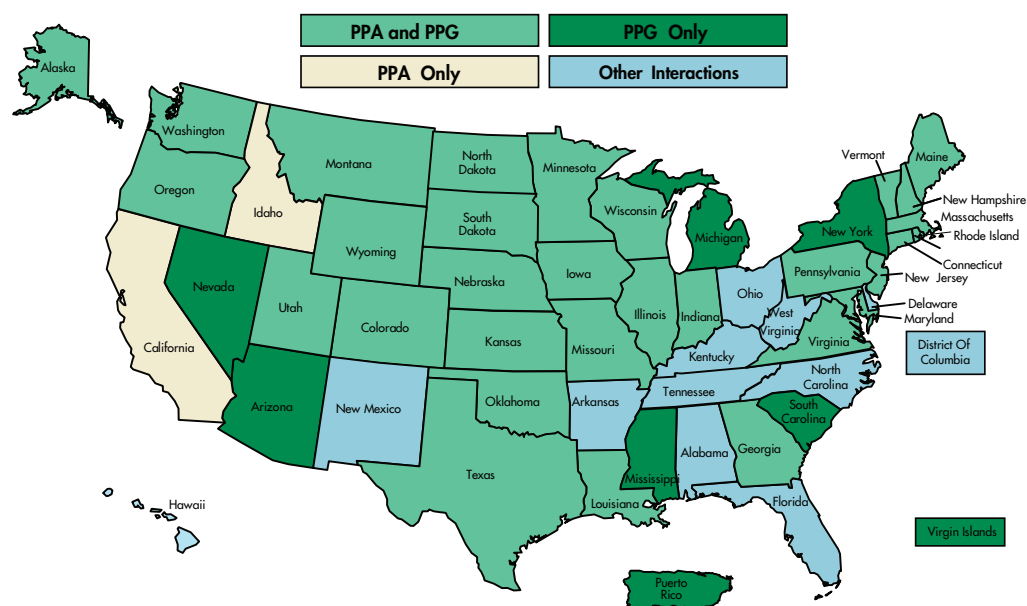 PPA and PPG
PPG Only
PPA Only
Other Interactions
Alaska
Washington
Oregon
Idaho
Montana
North
Dakota
Minnesota
South
Dakota
Wisconsin
Michigan
Vermont
Maine
New Hampshire
Massachusetts
New York
Rhode Island
Connecticut
New Jersey
Pennsylvania
Wyoming
Nebraska
Iowa
Nevada
Utah
Colorado
California
Kansas
Missouri
Illinois
Indiana
Ohio
West
Virginia
Virginia
Delaware
Maryland
District Of
Columbia
Kentucky
Tennessee
North
Carolina
South
Carolina
Arizona
New Mexico
Oklahoma
Arkansas
Texas
Louisiana
Mississippi
Alabama
Georgia
Florida
Hawaii
Virgin Islands
Puerto
Rico